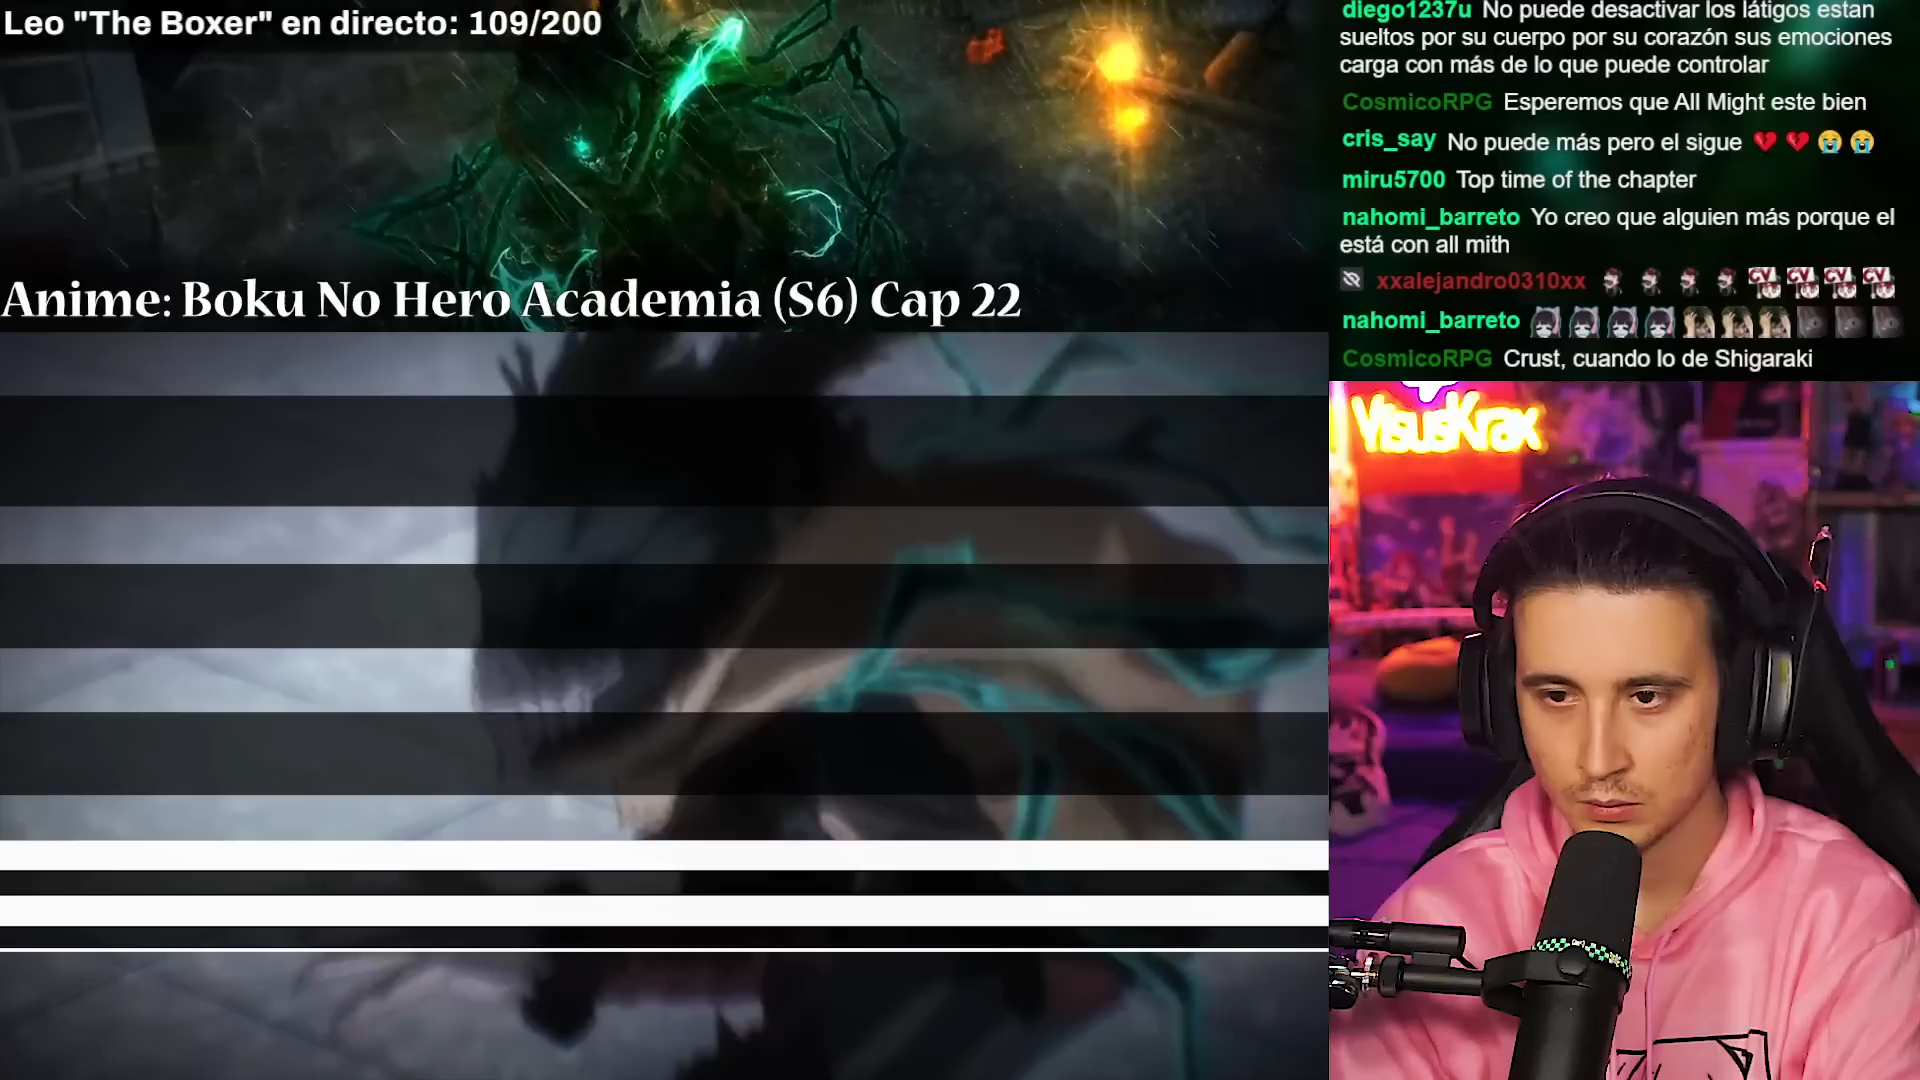 Leo "The Boxer" en directo: 109/200
Anime: Boku No Hero Academia (S6) Cap 22
diego1237u No puede desactivar los látigos estan
sueltos por su cuerpo por su corazón sus emociones
carga con más de lo que puede controlar
CosmicoRPG Esperemos que All Might este bien
cris_say No puede más pero el sigue 💔 💔 😭 😭
miru5700 Top time of the chapter
nahomi_barreto Yo creo que alguien más porque el
está con all mith
xxalejandro0310xx
nahomi_barreto
CosmicoRPG Crust, cuando lo de Shigaraki
VisusKrax